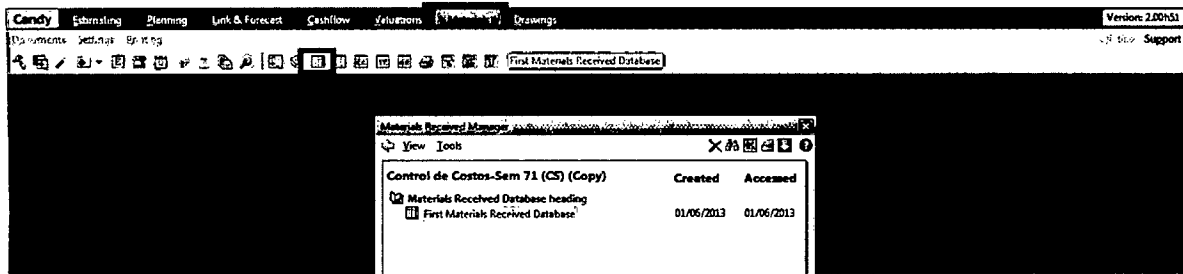 Candy Estimating Planning Link & Forecast Cashflow Valuations Drawings Version: 2.00h51
Documents Settings Support
First Materials Received Database
Materials Received Manager
View Tools
Control de Costos-Sem 71 (CS) (Copy) Created Accessed
Materials Received Database heading
First Materials Received Database 01/06/2013 01/06/2013